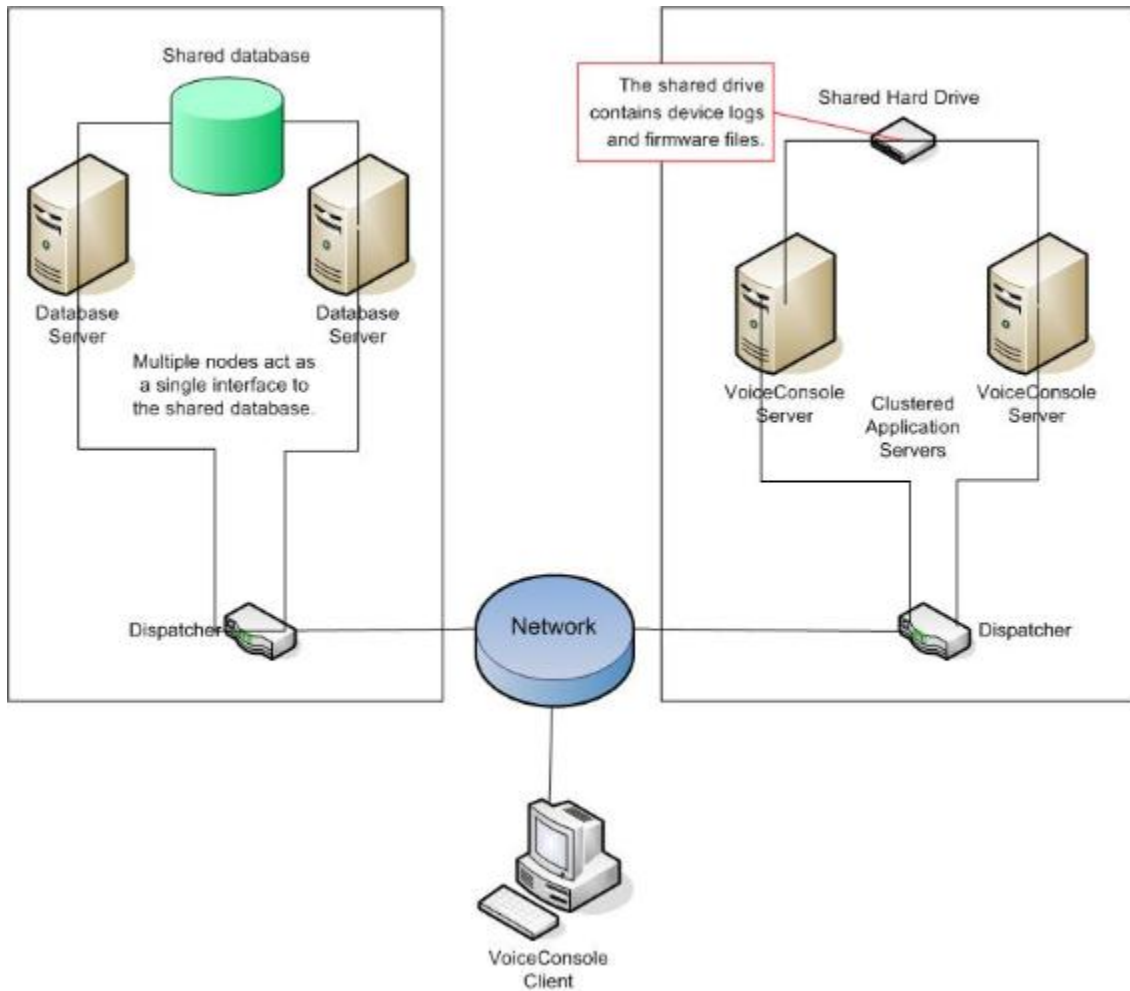 Shared database
The shared drive
contains device logs
and firmware files.
Shared Hard Drive
Database
Server
Database
Server
Multiple nodes act as
a single interface to
the shared database.
VoiceConsole
Server
Clustered
Application
Servers
VoiceConsole
Server
Dispatcher
Network
Dispatcher
VoiceConsole
Client